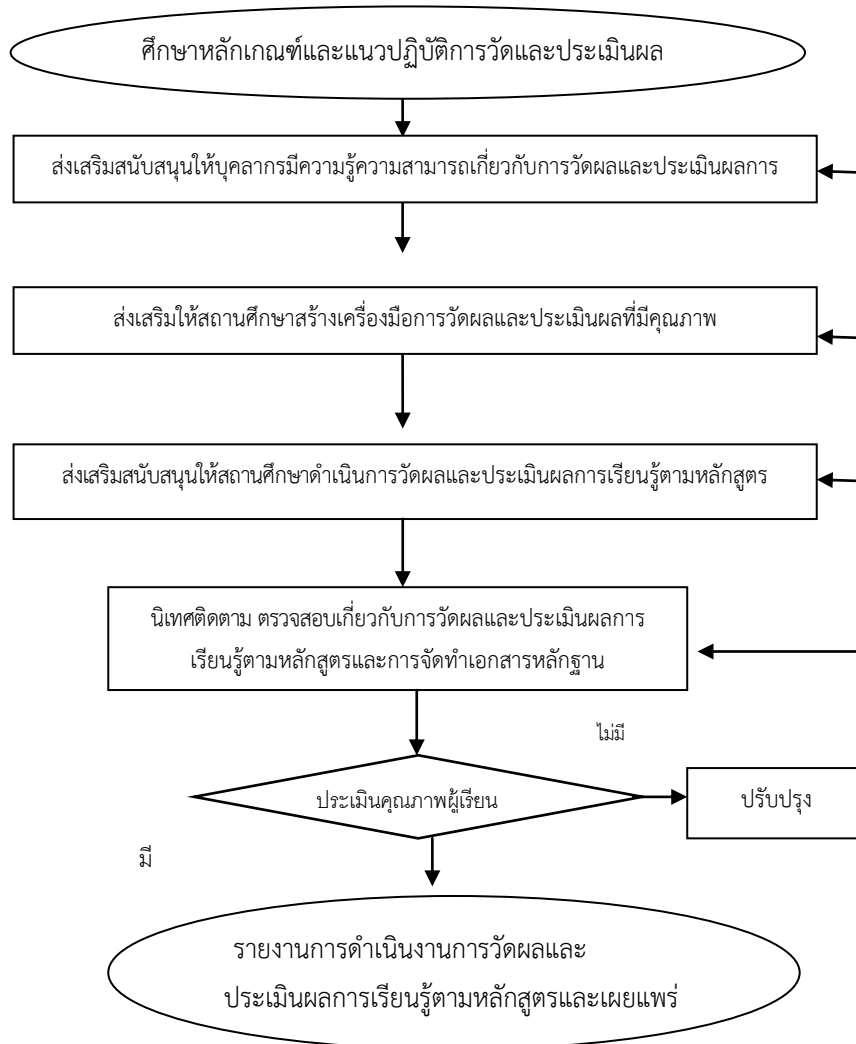 ศึกษาหลักเกณฑ์และแนวปฏิบัติการวัดและประเมินผล
ส่งเสริมสนับสนุนให้บุคลากรมีความรู้ความสามารถเกี่ยวกับการวัดผลและประเมินผลการ
ส่งเสริมให้สถานศึกษาสร้างเครื่องมือการวัดผลและประเมินผลที่มีคุณภาพ
ส่งเสริมสนับสนุนให้สถานศึกษาดำเนินการวัดผลและประเมินผลการเรียนรู้ตามหลักสูตร
นิเทศติดตาม ตรวจสอบเกี่ยวกับการวัดผลและประเมินผลการ
เรียนรู้ตามหลักสูตรและการจัดทำเอกสารหลักฐาน
ไม่มี
ประเมินคุณภาพผู้เรียน
ปรับปรุง
มี
รายงานการดำเนินงานการวัดผลและ
ประเมินผลการเรียนรู้ตามหลักสูตรและเผยแพร่